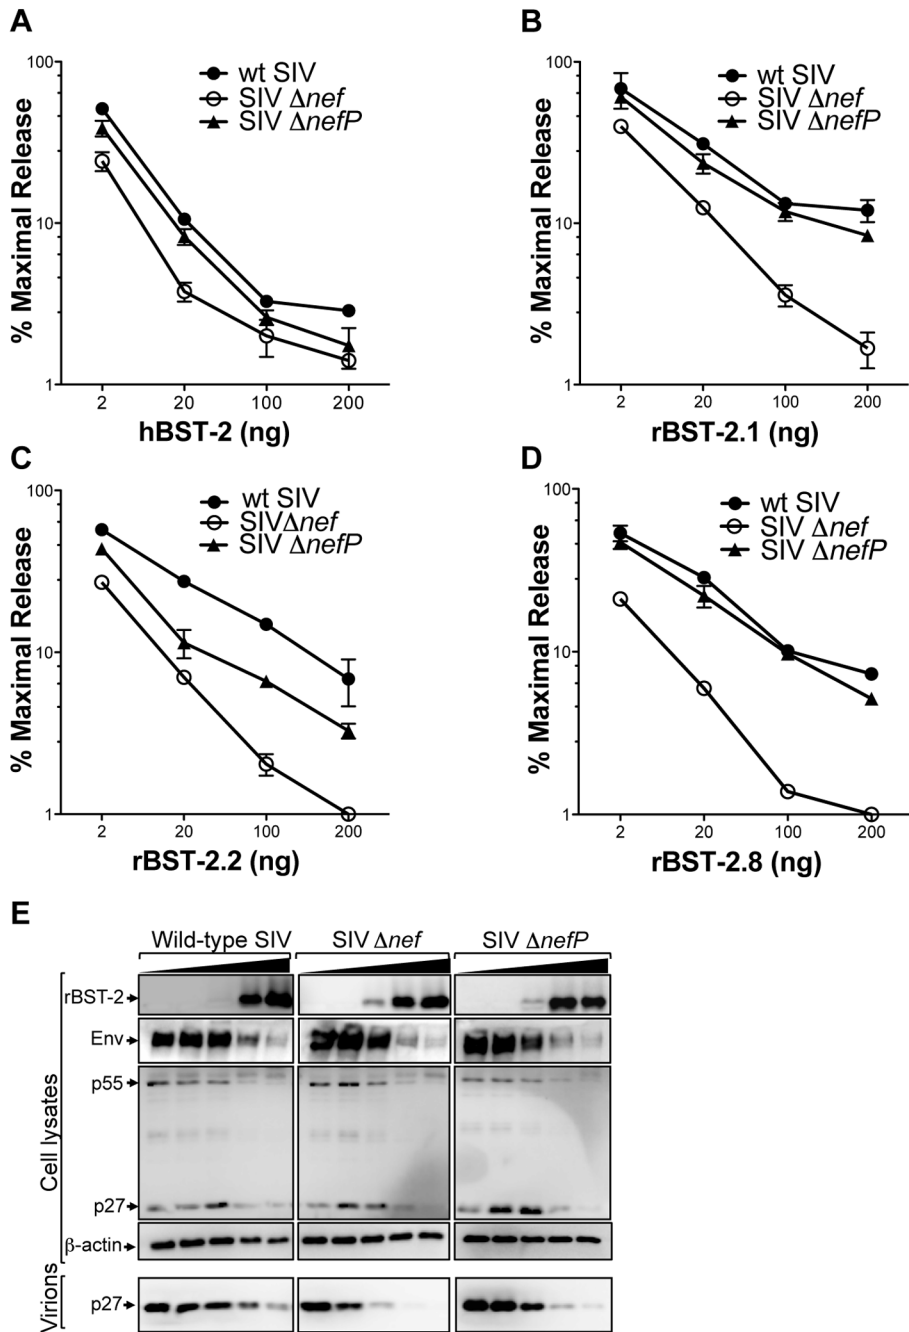 A
wt SIV
SIV Δnef
SIV ΔnefP
100
10
1
% Maximal Release
2 20 100 200
hBST-2 (ng)
B
wt SIV
SIV Δnef
SIV ΔnefP
100
10
1
% Maximal Release
2 20 100 200
rBST-2.1 (ng)
C
wt SIV
SIVΔnef
SIV ΔnefP
100
10
1
% Maximal Release
2 20 100 200
rBST-2.2 (ng)
D
wt SIV
SIV Δnef
SIV ΔnefP
100
10
1
% Maximal Release
2 20 100 200
rBST-2.8 (ng)
E
Wild-type SIV SIV Δnef SIV ΔnefP
Cell lysates
rBST-2
Env
p55
p27
β-actin
Virions
p27